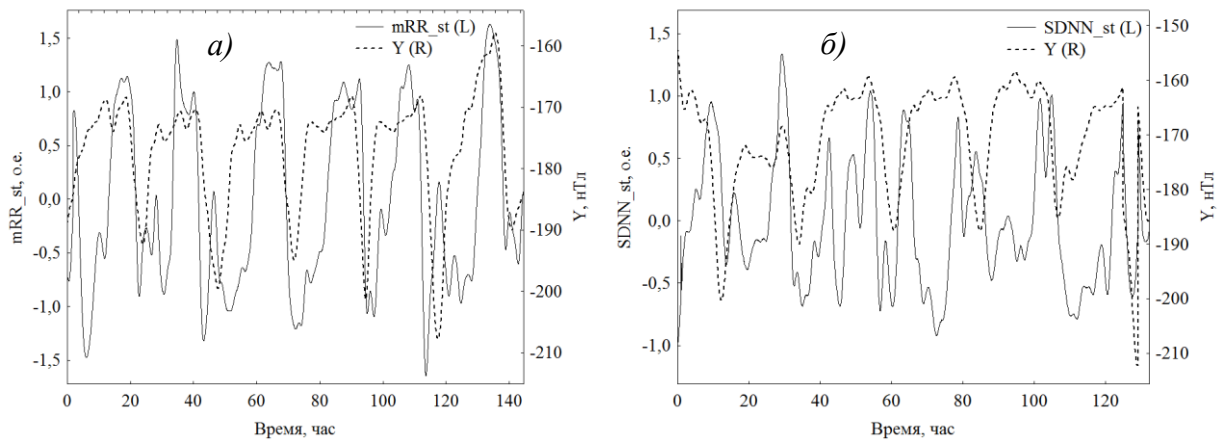 а)
mRR_st (L)
Y (R)
1,5
1,0
0,5
0,0
-0,5
-1,0
-1,5
mRR_st, о.е.
-160
-170
-180
-190
-200
-210
Y, нТл
0 20 40 60 80 100 120 140
Время, час
б)
SDNN_st (L)
Y (R)
1,5
1,0
0,5
0,0
-0,5
-1,0
SDNN_st, о.е.
-150
-160
-170
-180
-190
-200
-210
Y, нТл
0 20 40 60 80 100 120
Время, час